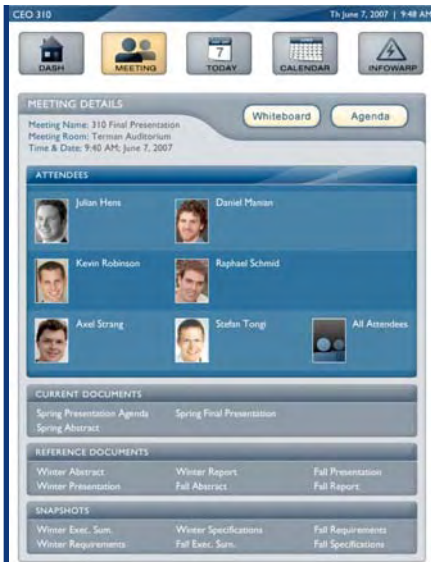 CEO 310 Th June 7, 2007 | 9:48 AM
7
DASH MEETING TODAY CALENDAR INFOWARP
MEETING DETAILS
Whiteboard Agenda
Meeting Name: 310 Final Presentation
Meeting Room: Terman Auditorium
Time & Date: 9:40 AM; June 7, 2007
ATTENDEES
Julian Hens Daniel Manian
Kevin Robinson Raphael Schmid
Axel Strang Stefan Tongi All Attendees
CURRENT DOCUMENTS
Spring Presentation Agenda Spring Final Presentation
Spring Abstract
REFERENCE DOCUMENTS
Winter Abstract Winter Report Fall Presentation
Winter Presentation Fall Abstract Fall Report
SNAPSHOTS
Winter Exec. Sum. Winter Specifications Fall Requirements
Winter Requirements Fall Exec. Sum. Fall Specifications